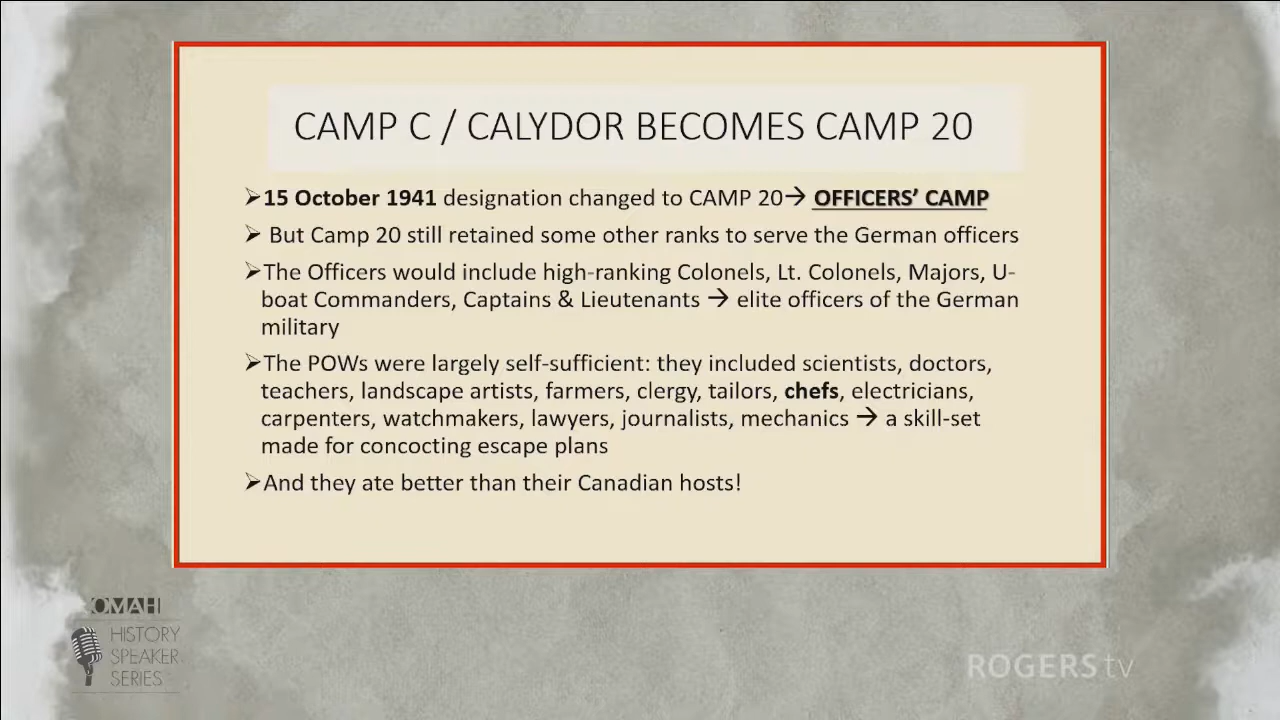 CAMP C / CALYDOR BECOMES CAMP 20
➢15 October 1941 designation changed to CAMP 20→ OFFICERS’ CAMP
➢ But Camp 20 still retained some other ranks to serve the German officers
➢The Officers would include high-ranking Colonels, Lt. Colonels, Majors, U-
boat Commanders, Captains & Lieutenants → elite officers of the German
military
➢The POWs were largely self-sufficient: they included scientists, doctors,
teachers, landscape artists, farmers, clergy, tailors, chefs, electricians,
carpenters, watchmakers, lawyers, journalists, mechanics → a skill-set
made for concocting escape plans
➢And they ate better than their Canadian hosts!
OMAH
HISTORY
SPEAKER
SERIES
ROGERS tv